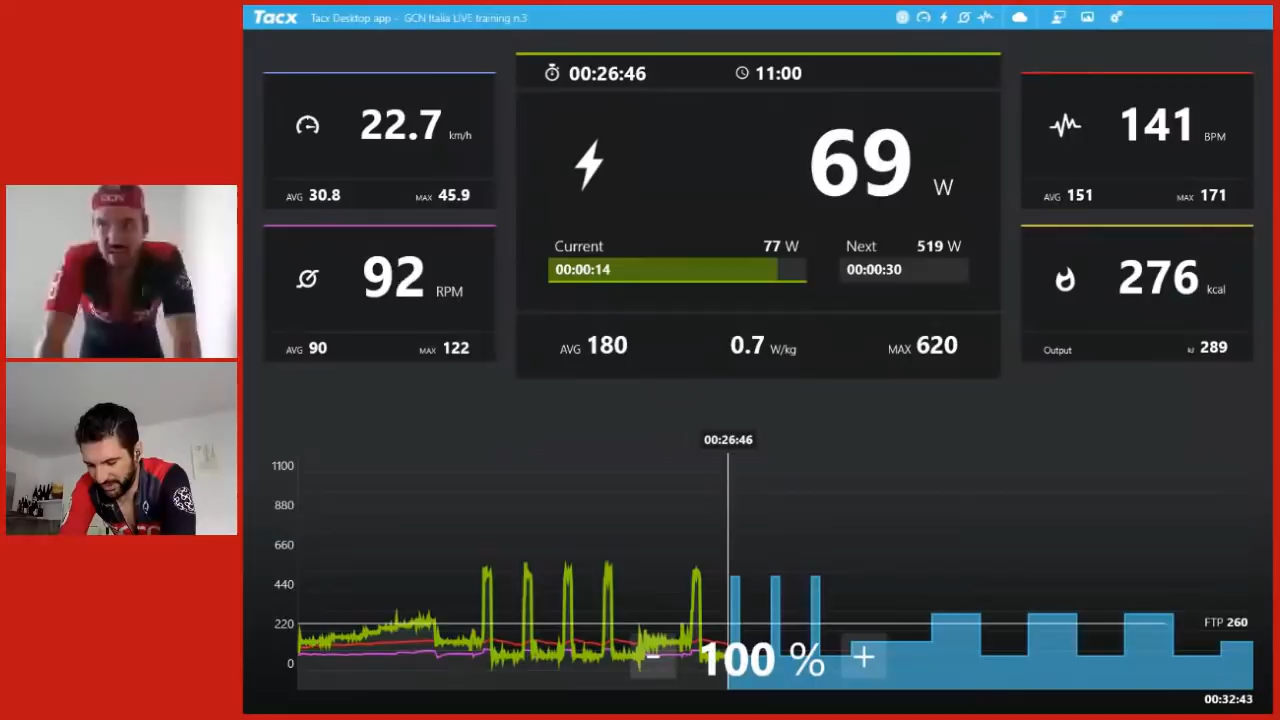 Tacx Tacx Desktop app - GCN Italia LIVE training n.3
00:26:46 11:00
22.7 km/h
AVG 30.8 MAX 45.9
69 W
141 BPM
AVG 151 MAX 171
GCN
Current 77 W
00:00:14
Next 519 W
00:00:30
92 RPM
AVG 90 MAX 122
276 kcal
Output kJ 289
AVG 180 0.7 W/kg MAX 620
00:26:46
1100
880
660
440
220
0
FTP 260
- 100 % +
00:32:43